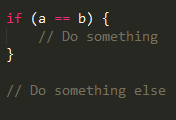 if (a == b) {
    // Do something
}

// Do something else